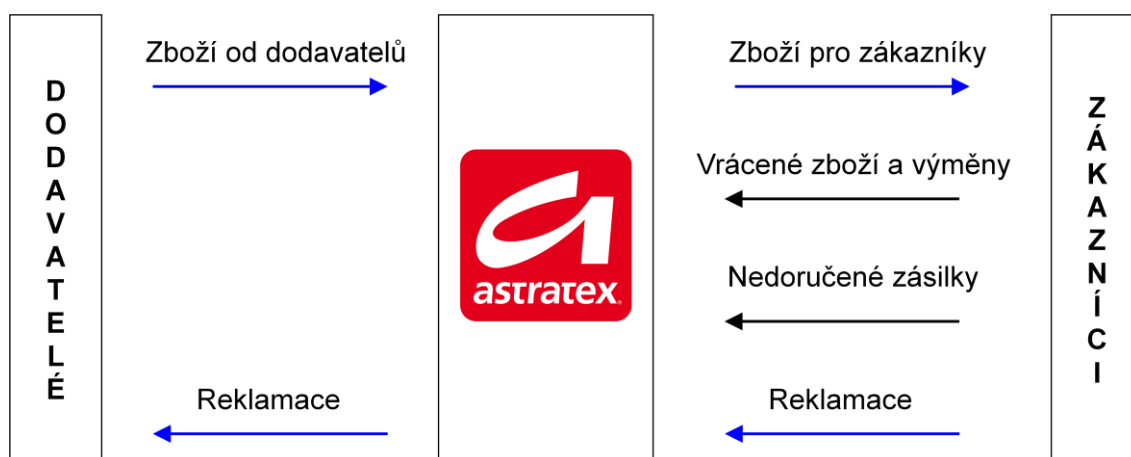 DODAVATELÉ
Zboží od dodavatelů
Reklamace
astratex
Zboží pro zákazníky
Vrácené zboží a výměny
Nedoručené zásilky
Reklamace
ZÁKAZNÍCI